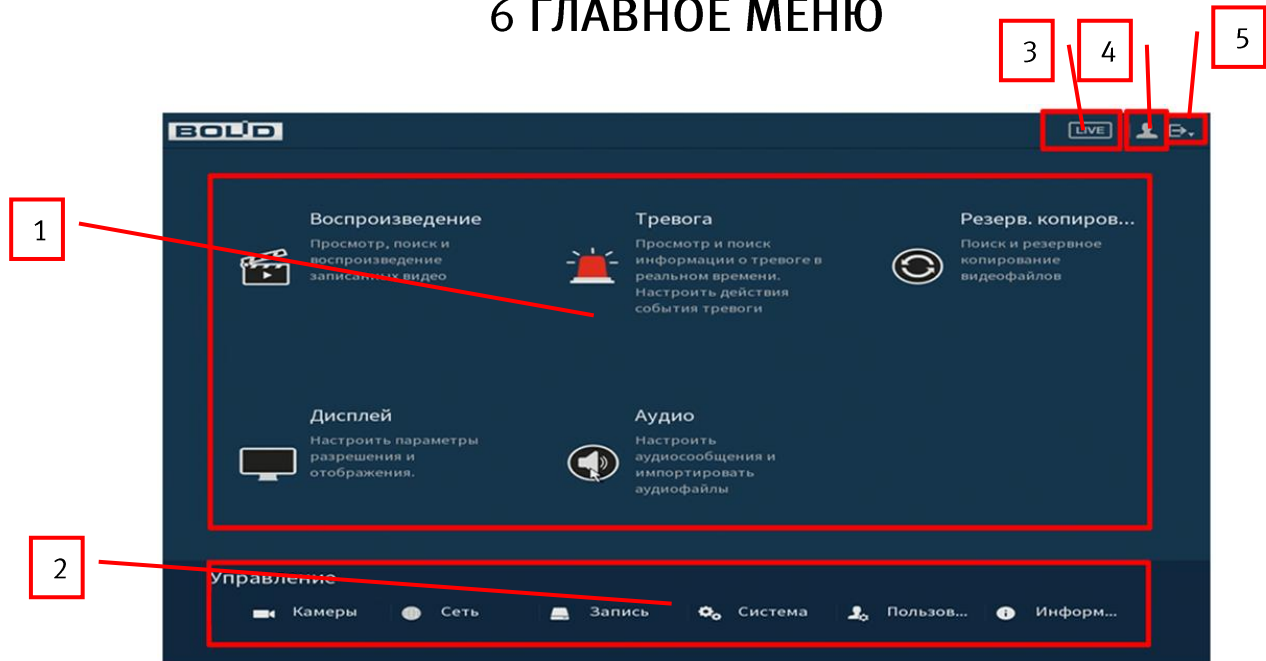 6 ГЛАВНОЕ МЕНЮ
3
4
5
BOLID
LIVE
1
Воспроизведение
Просмотр, поиск и
воспроизведение
записанных видео
Тревога
Просмотр и поиск
информации о тревоге в
реальном времени.
Настроить действия
события тревоги
Резерв. копиров...
Поиск и резервное
копирование
видеофайлов
Дисплей
Настроить параметры
разрешения и
отображения.
Аудио
Настроить
аудиосообщения и
импортировать
аудиофайлы
2
Управление
Камеры
Сеть
Запись
Система
Пользов...
Информ...